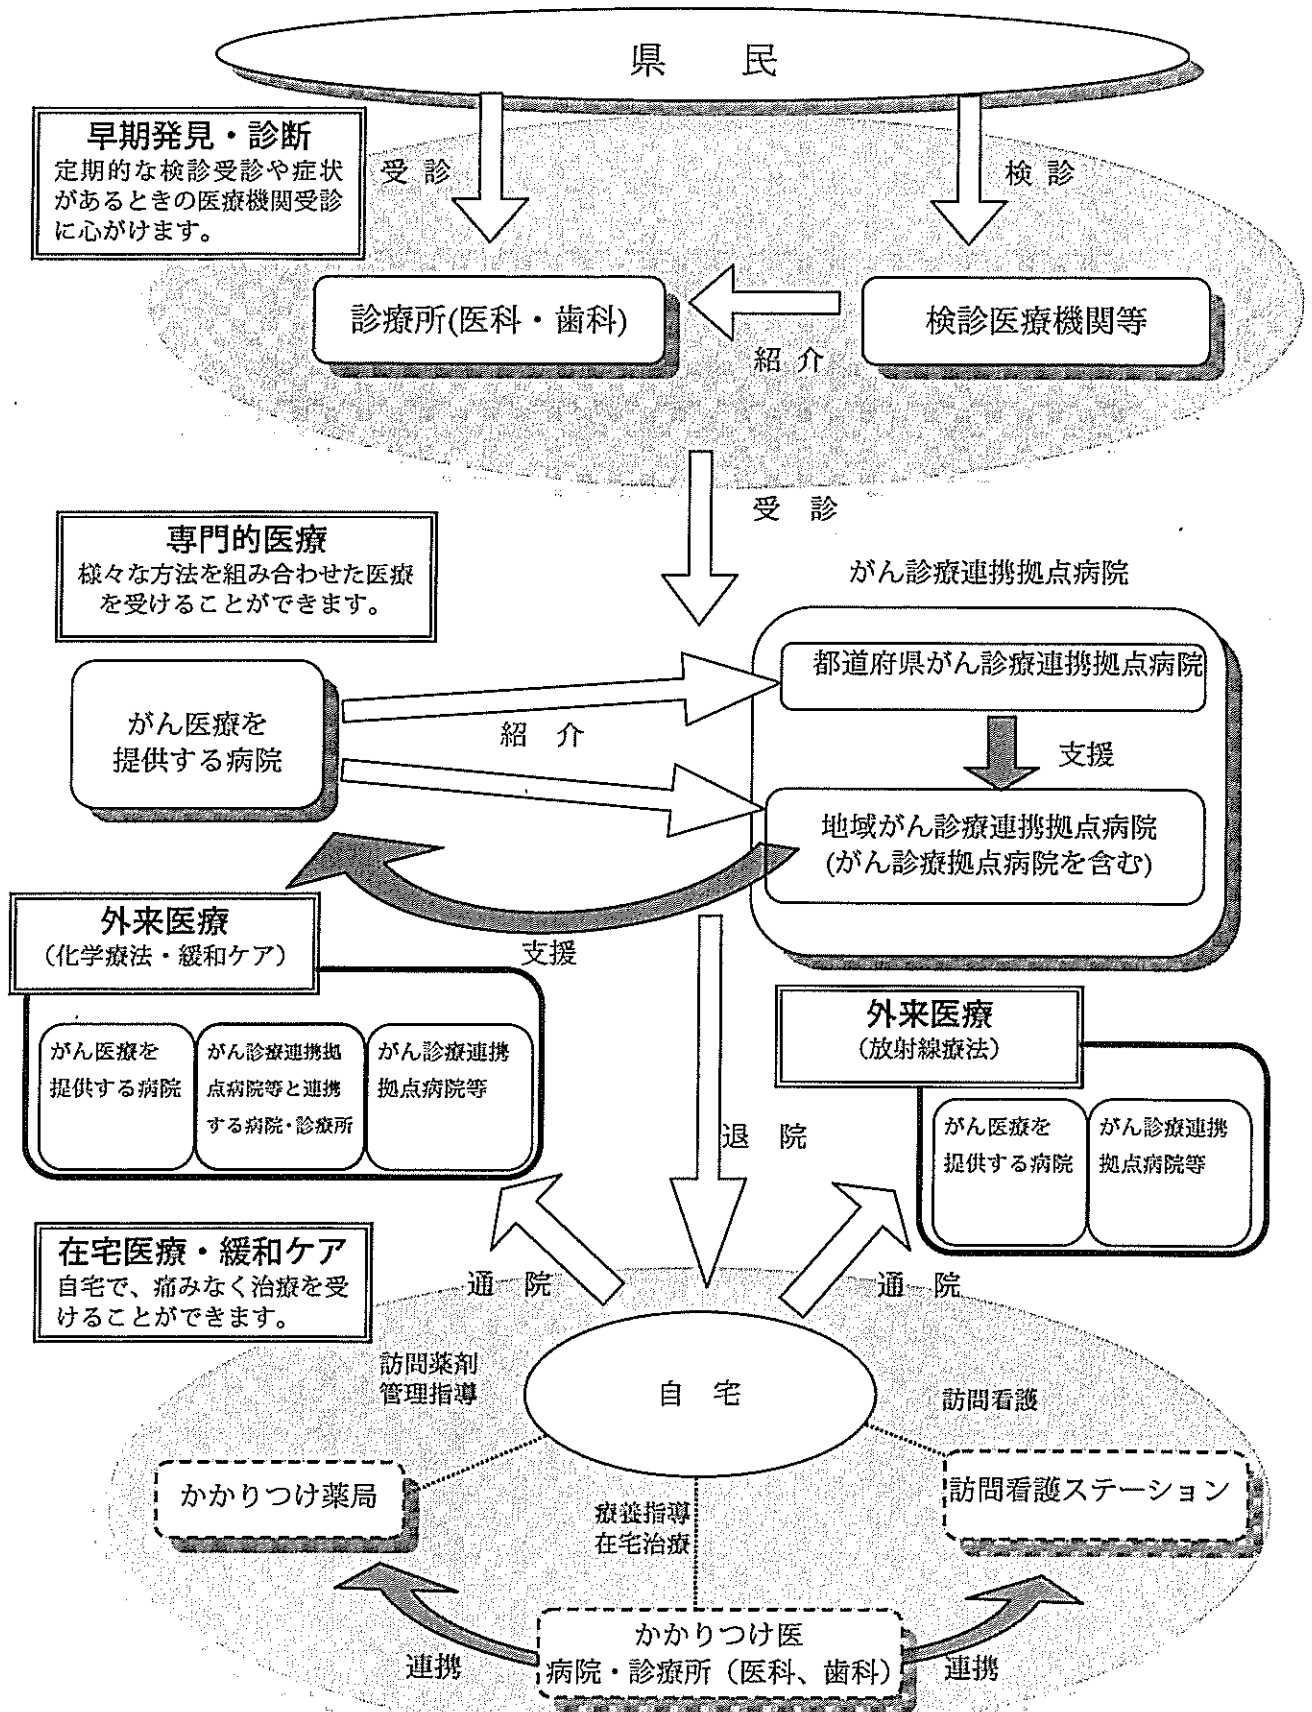 県　民
早期発見・診断
定期的な検診受診や症状
があるときの医療機関受診
に心がけます。
受 診
検 診
診療所(医科・歯科)
検診医療機関等
紹 介
受　診
専門的医療
様々な方法を組み合わせた医療
を受けることができます。
がん診療連携拠点病院
都道府県がん診療連携拠点病院
がん医療を
提供する病院
紹　介
支援
地域がん診療連携拠点病院
(がん診療拠点病院を含む)
支援
外来医療
（化学療法・緩和ケア）
がん医療を
提供する病院
がん診療連携拠
点病院等と連携
する病院・診療所
がん診療連携
拠点病院等
外来医療
（放射線療法）
がん医療を
提供する病院
がん診療連携
拠点病院等
退　院
在宅医療・緩和ケア
自宅で、痛みなく治療を受
けることができます。
通　院
通　院
訪問薬剤
管理指導
自　宅
訪問看護
かかりつけ薬局
訪問看護ステーション
療養指導
在宅治療
かかりつけ医
病院・診療所（医科、歯科）
連携
連携